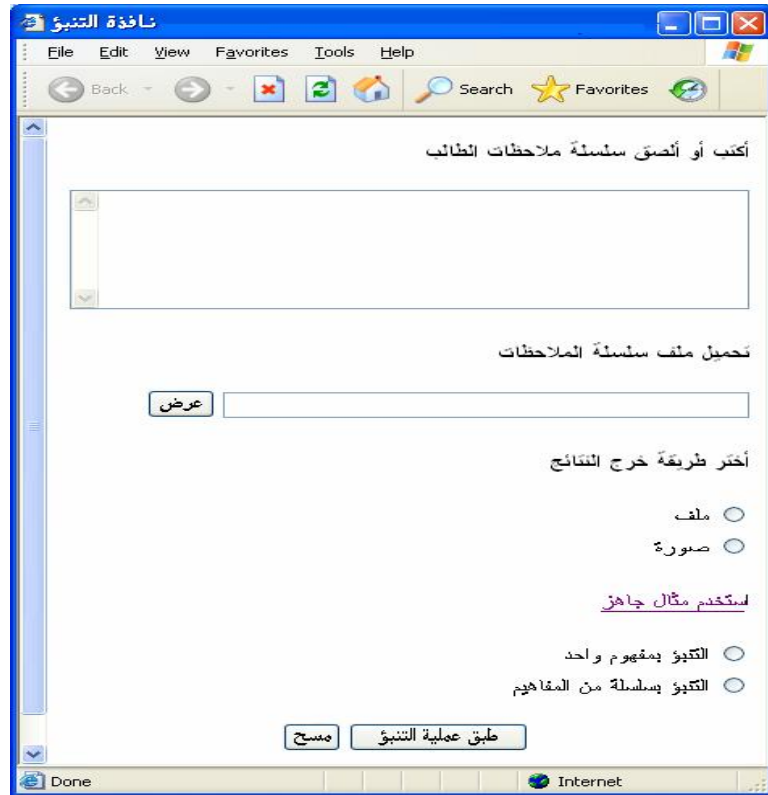 نافذة التنبؤ
File Edit View Favorites Tools Help
Back Search Favorites
أكتب أو ألصق سلسلة ملاحظات الطالب
تحميل ملف سلسلة الملاحظات
عرض
أختر طريقة خرج النتائج
ملف
صورة
استخدم مثال جاهز
التنبؤ بمفهوم واحد
التنبؤ بسلسلة من المفاهيم
طبق عملية التنبؤ مسح
Done Internet